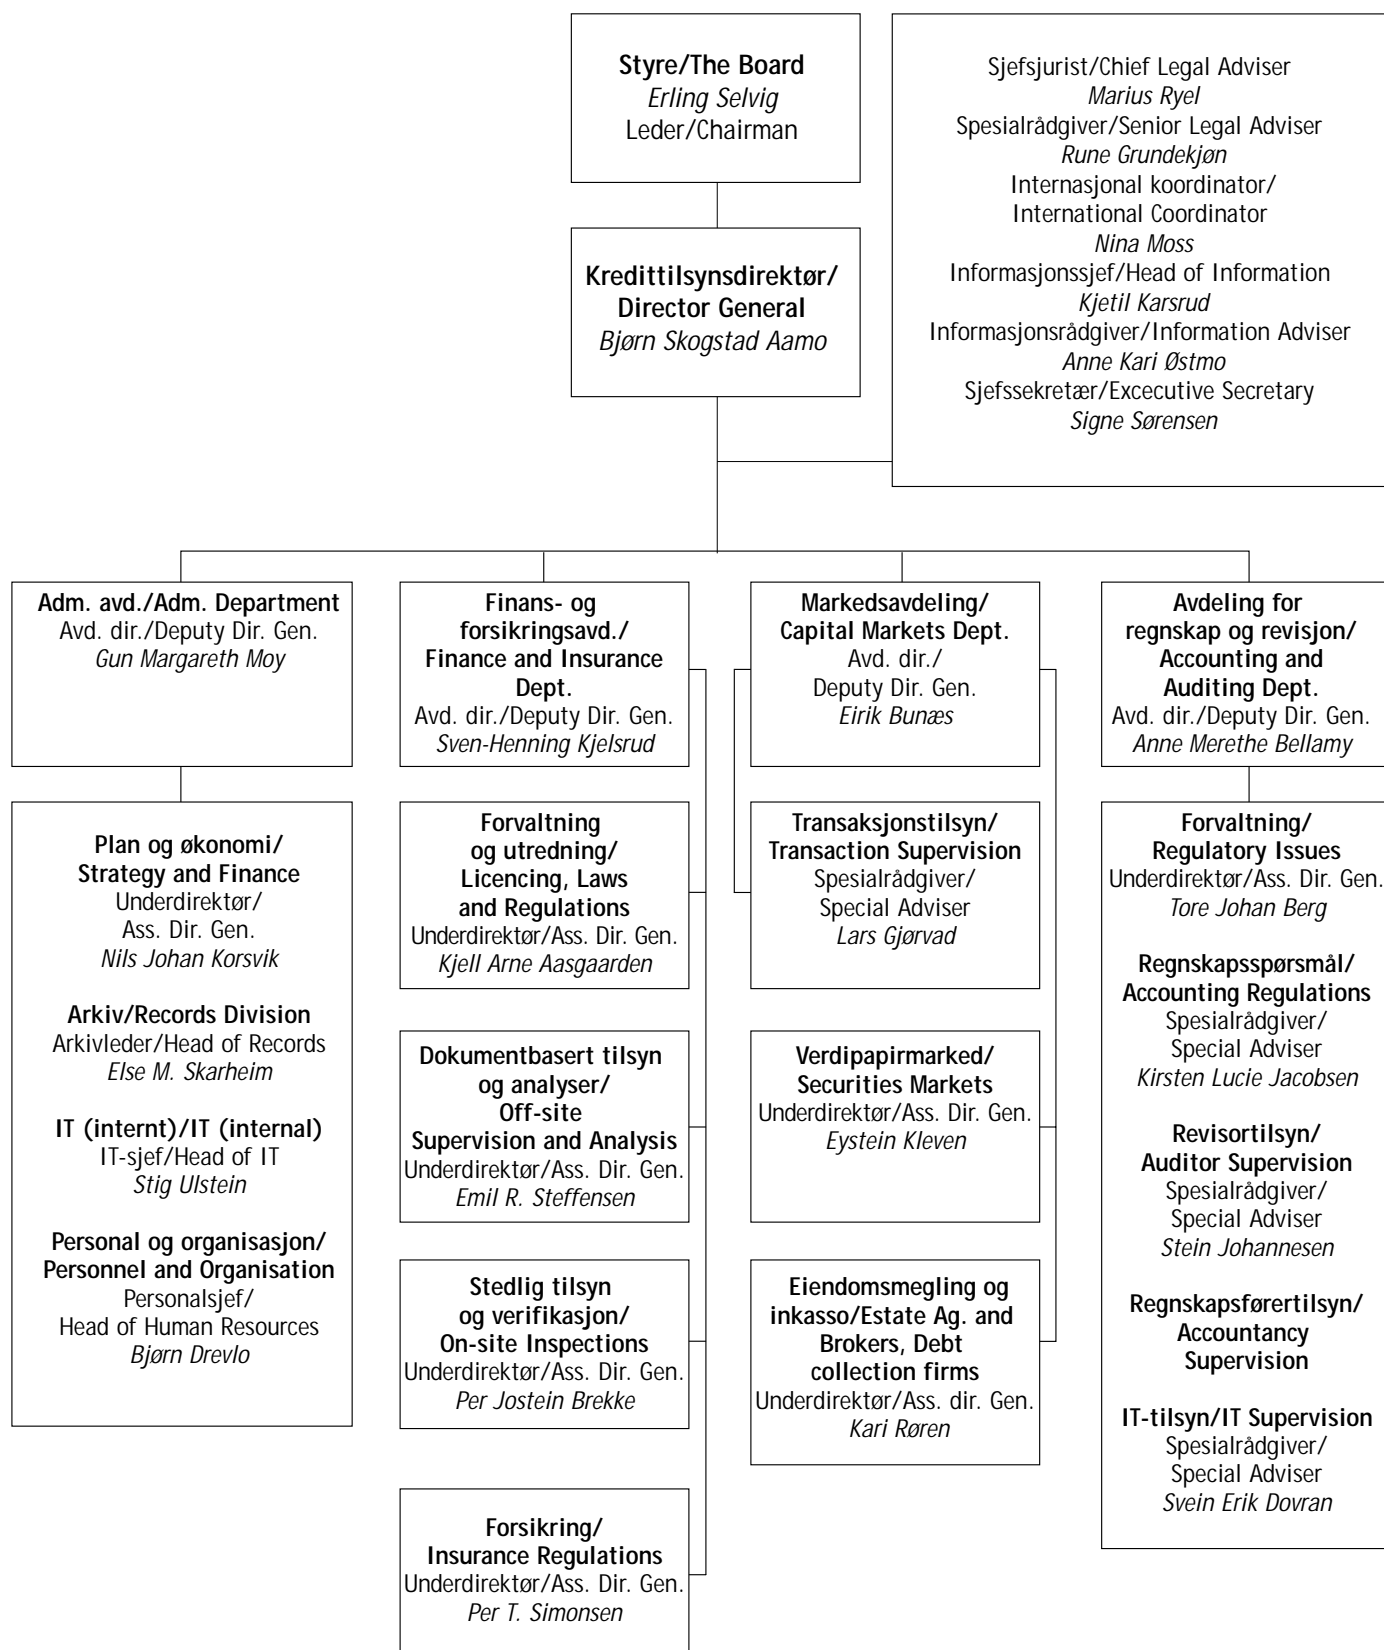 Styre/The Board
Erling Selvig
Leder/Chairman
Kredittilsynsdirektør/
Director General
Bjørn Skogstad Aamo
Sjefsjurist/Chief Legal Adviser
Marius Ryel
Spesialrådgiver/Senior Legal Adviser
Rune Grundekjøn
Internasjonal koordinator/
International Coordinator
Nina Moss
Informasjonssjef/Head of Information
Kjetil Karsrud
Informasjonsrådgiver/Information Adviser
Anne Kari Østmo
Sjefssekretær/Excecutive Secretary
Signe Sørensen
Adm. avd./Adm. Department
Avd. dir./Deputy Dir. Gen.
Gun Margareth Moy
Plan og økonomi/
Strategy and Finance
Underdirektør/
Ass. Dir. Gen.
Nils Johan Korsvik
Arkiv/Records Division
Arkivleder/Head of Records
Else M. Skarheim
IT (internt)/IT (internal)
IT-sjef/Head of IT
Stig Ulstein
Personal og organisasjon/
Personnel and Organisation
Personalsjef/
Head of Human Resources
Bjørn Drevlo
Finans- og
forsikringsavd./
Finance and Insurance
Dept.
Avd. dir./Deputy Dir. Gen.
Sven-Henning Kjelsrud
Forvaltning
og utredning/
Licencing, Laws
and Regulations
Underdirektør/Ass. Dir. Gen.
Kjell Arne Aasgaarden
Dokumentbasert tilsyn
og analyser/
Off-site
Supervision and Analysis
Underdirektør/Ass. Dir. Gen.
Emil R. Steffensen
Stedlig tilsyn
og verifikasjon/
On-site Inspections
Underdirektør/Ass. Dir. Gen.
Per Jostein Brekke
Forsikring/
Insurance Regulations
Underdirektør/Ass. Dir. Gen.
Per T. Simonsen
Markedsavdeling/
Capital Markets Dept.
Avd. dir./
Deputy Dir. Gen.
Eirik Bunæs
Transaksjonstilsyn/
Transaction Supervision
Spesialrådgiver/
Special Adviser
Lars Gjørvad
Verdipapirmarked/
Securities Markets
Underdirektør/Ass. Dir. Gen.
Eystein Kleven
Eiendomsmegling og
inkasso/Estate Ag. and
Brokers, Debt
collection firms
Underdirektør/Ass. dir. Gen.
Kari Røren
Avdeling for
regnskap og revisjon/
Accounting and
Auditing Dept.
Avd. dir./Deputy Dir. Gen.
Anne Merethe Bellamy
Forvaltning/
Regulatory Issues
Underdirektør/Ass. Dir. Gen.
Tore Johan Berg
Regnskapsspørsmål/
Accounting Regulations
Spesialrådgiver/
Special Adviser
Kirsten Lucie Jacobsen
Revisortilsyn/
Auditor Supervision
Spesialrådgiver/
Special Adviser
Stein Johannesen
Regnskapsførertilsyn/
Accountancy
Supervision
IT-tilsyn/IT Supervision
Spesialrådgiver/
Special Adviser
Svein Erik Dovran